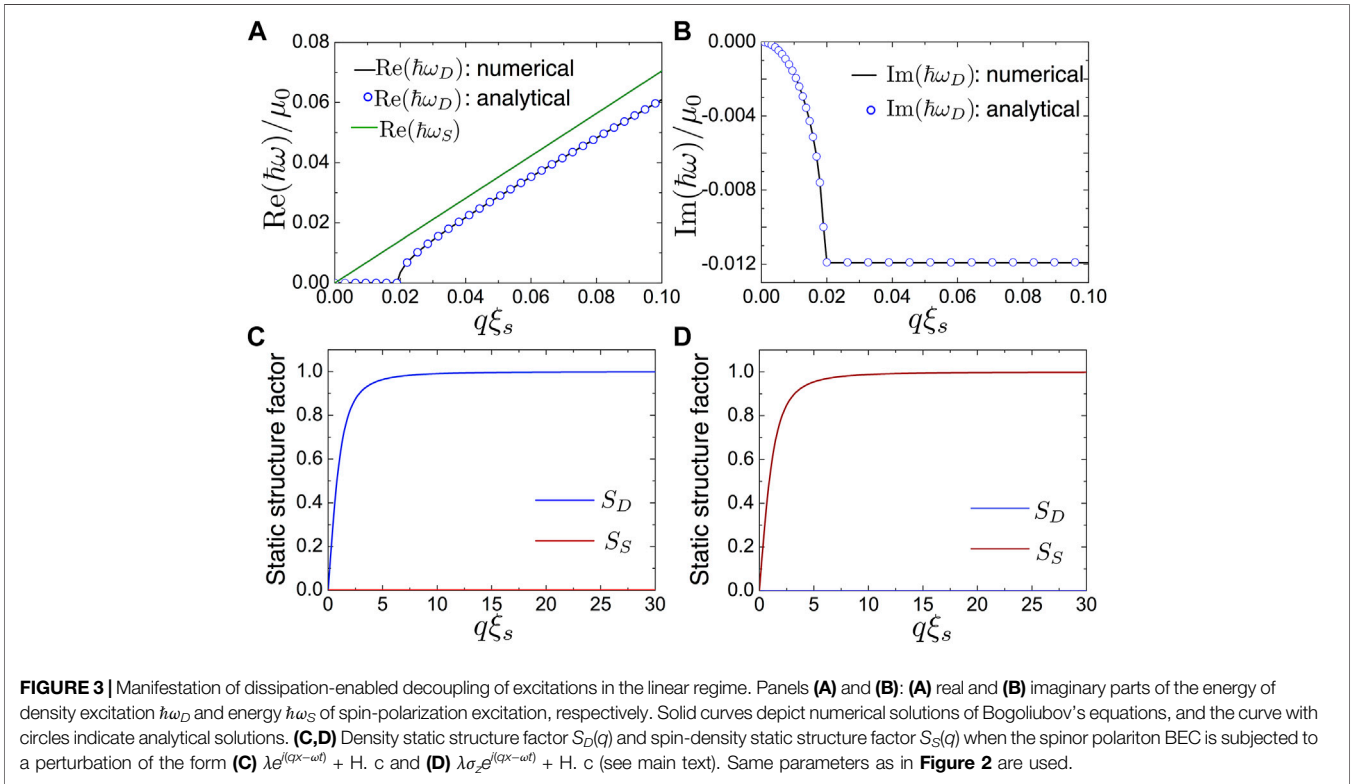 A
B
0.08
0.06
0.04
0.02
0.00
Re(ħω)/μ₀
—Re(ħω_D): numerical
○Re(ħω_D): analytical
—Re(ħω_S)
0.00 0.02 0.04 0.06 0.08 0.10
qξ_s
0.000
-0.004
-0.008
-0.012
Im(ħω)/μ₀
— Im(ħω_D): numerical
○ Im(ħω_D): analytical
0.00 0.02 0.04 0.06 0.08 0.10
qξ_s
C
D
1.0
0.8
0.6
0.4
0.2
0.0
Static structure factor
S_D
S_S
0 5 10 15 20 25 30
qξ_s
1.0
0.8
0.6
0.4
0.2
0.0
Static structure factor
S_D
S_S
0 5 10 15 20 25 30
qξ_s
FIGURE 3 | Manifestation of dissipation-enabled decoupling of excitations in the linear regime. Panels (A) and (B): (A) real and (B) imaginary parts of the energy of
density excitation ħω_D and energy ħω_S of spin-polarization excitation, respectively. Solid curves depict numerical solutions of Bogoliubov's equations, and the curve with
circles indicate analytical solutions. (C,D) Density static structure factor S_D(q) and spin-density static structure factor S_S(q) when the spinor polariton BEC is subjected to
a perturbation of the form (C) λe^{i(qx−ωt)} + H. c and (D) λσ_z e^{i(qx−ωt)} + H. c (see main text). Same parameters as in Figure 2 are used.